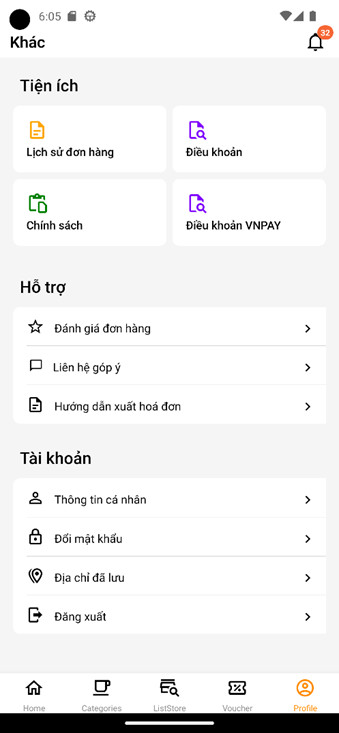 6:05
Khác
32
Tiện ích
Lịch sử đơn hàng
Điều khoản
Chính sách
Điều khoản VNPAY
Hỗ trợ
Đánh giá đơn hàng
Liên hệ góp ý
Hướng dẫn xuất hoá đơn
Tài khoản
Thông tin cá nhân
Đổi mật khẩu
Địa chỉ đã lưu
Đăng xuất
Home Categories ListStore Voucher Profile